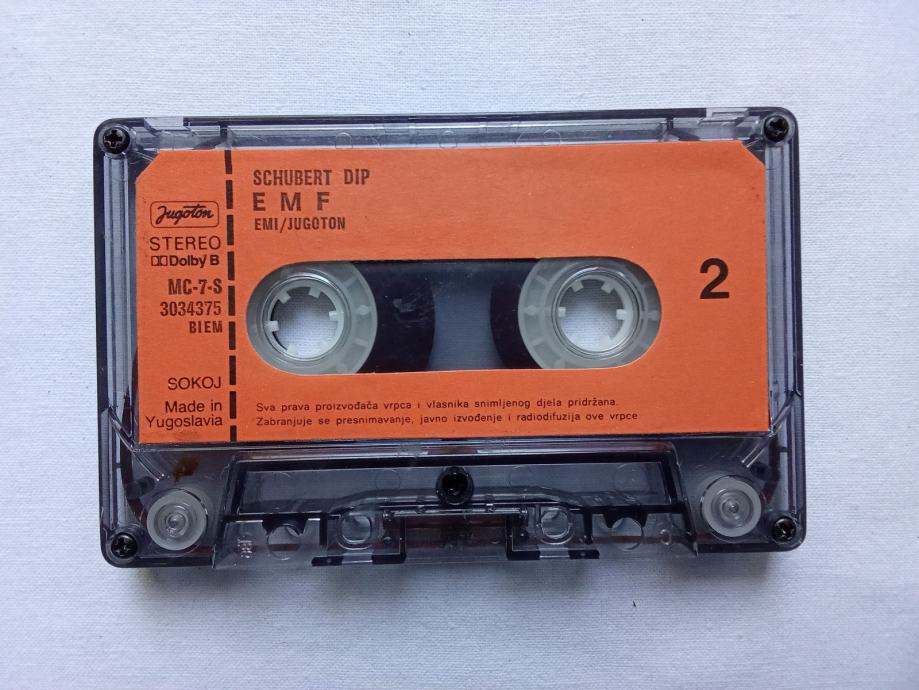 SCHUBERT DIP
E M F
EMI/JUGOTON
Jugoton
STEREO
Dolby B
MC-7-S
3034375
BIEM
SOKOJ
Made in
Yugoslavia
2
Sva prava proizvođača vrpca i vlasnika snimljenog djela pridržana.
Zabranjuje se presnimavanje, javno izvođenje i radiodifuzija ove vrpce